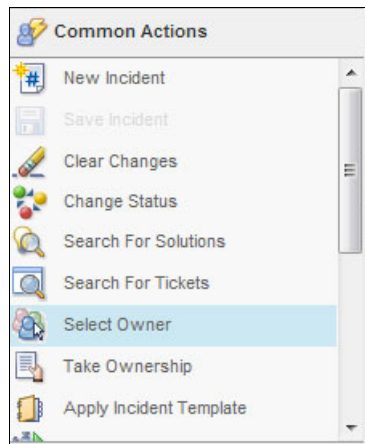 Common Actions
New Incident
Save Incident
Clear Changes
Change Status
Search For Solutions
Search For Tickets
Select Owner
Take Ownership
Apply Incident Template